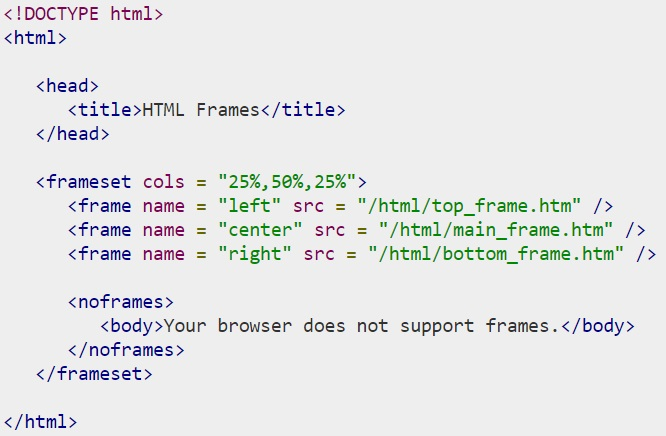 <!DOCTYPE html>
<html>
<head>
<title>HTML Frames</title>
</head>
<frameset cols = "25%,50%,25%">
<frame name = "left" src = "/html/top_frame.htm" />
<frame name = "center" src = "/html/main_frame.htm" />
<frame name = "right" src = "/html/bottom_frame.htm" />
<noframes>
<body>Your browser does not support frames.</body>
</noframes>
</frameset>
</html>